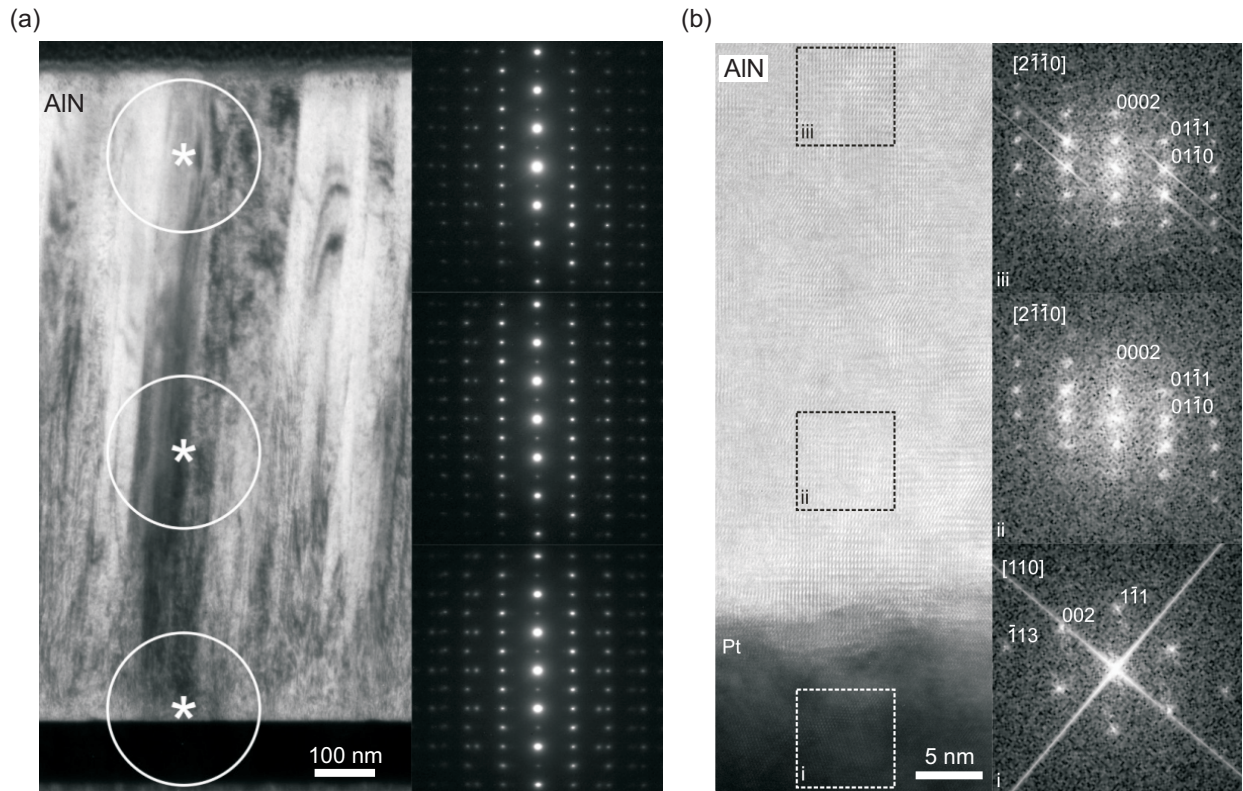 (a)
AlN
*
*
*
100 nm
(b)
AlN
iii
ii
Pt
i
5 nm
[21̄1̄0]
0002
011̄1
011̄0
iii
[21̄1̄0]
0002
011̄1
011̄0
ii
[110]
11̄1
002
1̄13
i